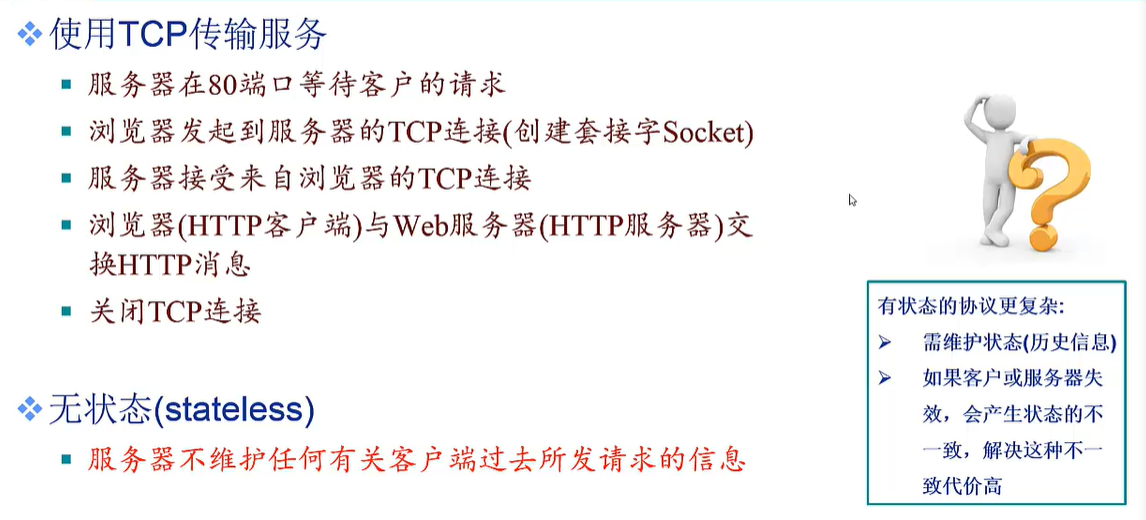 使用TCP传输服务
服务器在80端口等待客户的请求
浏览器发起到服务器的TCP连接(创建套接字Socket)
服务器接受来自浏览器的TCP连接
浏览器(HTTP客户端)与Web服务器(HTTP服务器)交
换HTTP消息
关闭TCP连接
无状态(stateless)
服务器不维护任何有关客户端过去所发请求的信息
有状态的协议更复杂:
需维护状态(历史信息)
如果客户或服务器失
效，会产生状态的不
一致，解决这种不一
致代价高